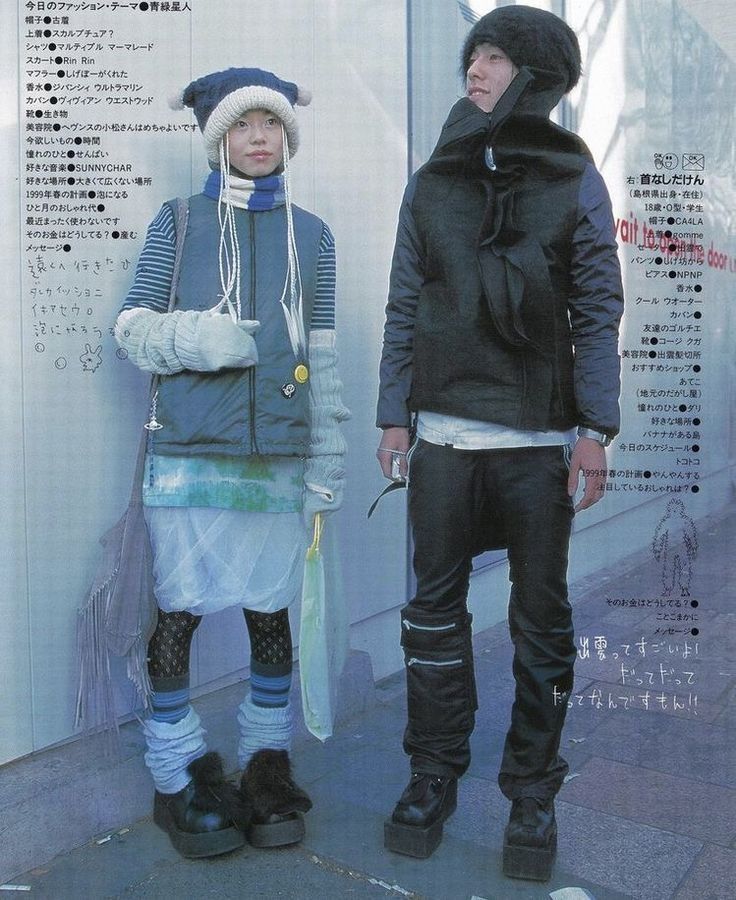 今日のファッション・テーマ●青緑星人
帽子●古着
上着●スカルプチュア？
シャツ●マルティプル マーマレード
スカート●Rin Rin
マフラー●しげぼーがくれた
香水●ジバンシィ ウルトラマリン
カバン●ヴィヴィアン ウエストウッド
靴●生き物
美容院●ヘヴンスの小松さんはめちゃよいです
今欲しいもの●時間
憧れのひと●せんぱい
好きな音楽●SUNNYCHAR
好きな場所●大きくて広くない場所
1999年春の計画●泡になる
ひと月のおしゃれ代●
最近まったく使わないです
そのお金はどうしてる？●産む
メッセージ●
遠くへ行きたひ
イキマセウ。
OK
OK
右:首なしだけん
(島根県出身・在住)
18歳・O型・学生
帽子●CA4LA
上着●gomme
パンツ●しげ坊から
ピアス●NPNP
香水●
クール ウオーター
カバン●
友達のゴルチエ
靴●コージ クガ
美容院●出雲髪切所
おすすめショップ●
あてこ
(地元のだがし屋)
憧れのひと●ダリ
好きな場所●
バナナがある島
今日のスケジュール●
トコトコ
1999年春の計画●やんやんする
注目しているおしゃれは？●
そのお金はどうしてる？●
ことこまかに
メッセージ●
出雲ってすごいよ!
だってだって
だってなんですもん!!
wait to
door